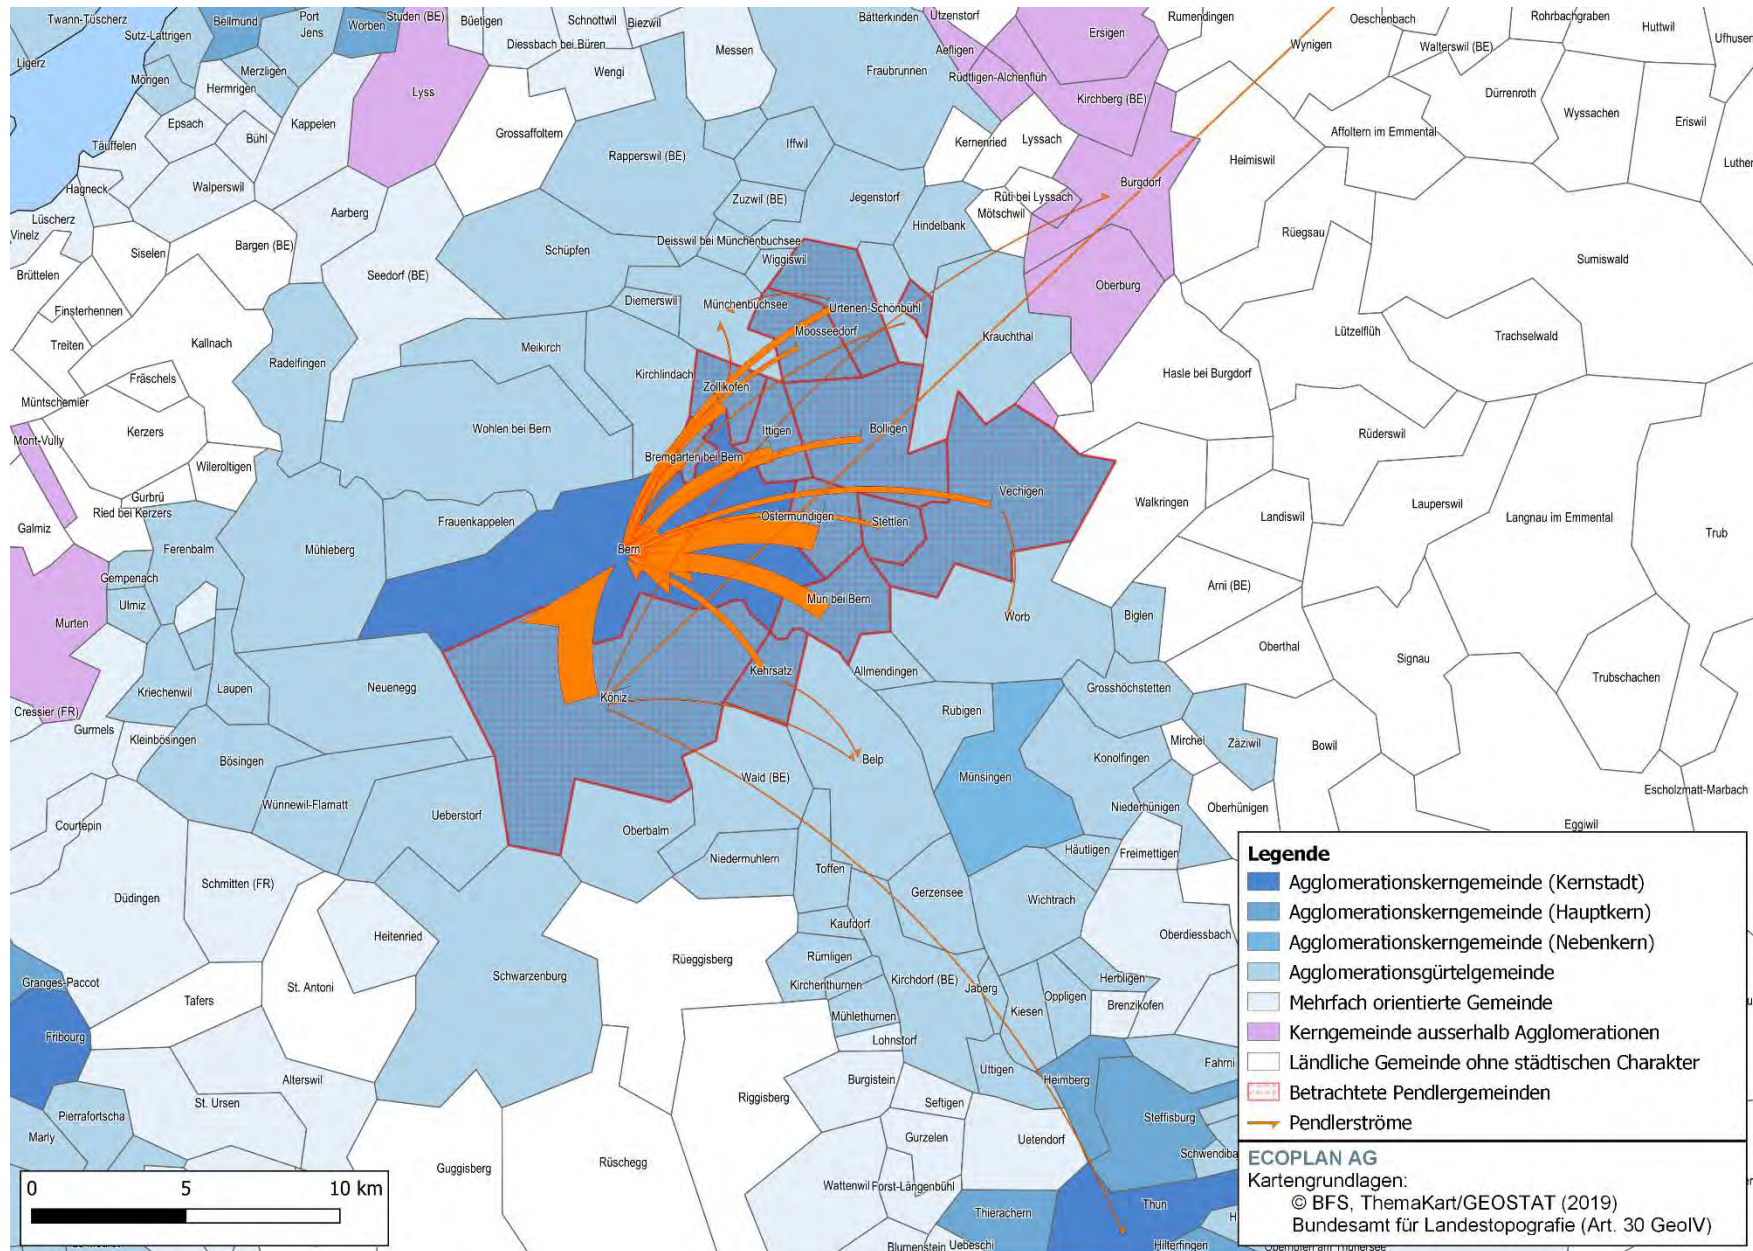 Twann-Tüscherz
Sutz-Lattrigen
Bellmund
Port
Jens
Worben
Studen (BE)
Büetigen
Schnottwil
Biezwil
Bätterkinden
Utzenstorf
Ersigen
Rumendingen
Oeschenbach
Rohrbachgraben
Huttwil
Ufhusen
Ligerz
Diessbach bei Büren
Messen
Aefligen
Wynigen
Walterswil (BE)
Mörigen
Merzligen
Hermrigen
Wengi
Fraubrunnen
Rüdtligen-Alchenflüh
Lyss
Kirchberg (BE)
Dürrenroth
Wyssachen
Eriswil
Epsach
Bühl
Kappelen
Grossaffoltern
Täuffelen
Rapperswil (BE)
Iffwil
Kernenried
Lyssach
Affoltern im Emmental
Heimiswil
Luther
Hagneck
Walperswil
Zuzwil (BE)
Jegenstorf
Rüti bei Lyssach
Burgdorf
Lüscherz
Aarberg
Mötschwil
Hindelbank
Vinelz
Siselen
Bargen (BE)
Schüpfen
Deisswil bei Münchenbuchsee
Wiggiswil
Rüegsau
Sumiswald
Brüttelen
Seedorf (BE)
Oberburg
Finsterhennen
Diemerswil
Münchenbuchsee
Urtenen-Schönbühl
Moosseedorf
Krauchthal
Lützelflüh
Trachselwald
Treiten
Kallnach
Meikirch
Radelfingen
Kirchlindach
Fräschels
Zollikofen
Hasle bei Burgdorf
Müntschemier
Kerzers
Wohlen bei Bern
Ittigen
Bolligen
Rüderswil
Mont-Vully
Wileroltigen
Bremgarten bei Bern
Gurbrü
Ried bei Kerzers
Galmiz
Vechigen
Walkringen
Landiswil
Lauperswil
Langnau im Emmental
Trub
Frauenkappelen
Ostermundigen
Stettlen
Ferenbalm
Mühleberg
Bern
Gempenach
Ulmiz
Arni (BE)
Murten
Muri bei Bern
Worb
Biglen
Oberthal
Signau
Trubschachen
Kriechenwil
Laupen
Neuenegg
Köniz
Kehrsatz
Allmendingen
Grosshöchstetten
Cressier (FR)
Gurmels
Kleinbösingen
Rubigen
Mirchel
Zäziwil
Bowil
Bösingen
Belp
Konolfingen
Wald (BE)
Münsingen
Niederhünigen
Oberhünigen
Escholzmatt-Marbach
Wünnewil-Flamatt
Ueberstorf
Courtepin
Oberbalm
Eggiwil
Niedermuhlern
Toffen
Häutligen
Freimettigen
Schmitten (FR)
Düdingen
Gerzensee
Wichtrach
Heitenried
Kaufdorf
Oberdiessbach
Rümligen
Rüeggisberg
Schwarzenburg
Granges-Paccot
St. Antoni
Tafers
Kirchenthurnen
Kirchdorf (BE)
Jaberg
Herbligen
Oppligen
Brenzikofen
Kiesen
Mühlethurnen
Fribourg
Lohnstorf
Fahrni
Alterswil
Burgistein
Uttigen
Heimberg
Riggisberg
Seftigen
St. Ursen
Pierrafortscha
Steffisburg
Marly
Gurzelen
Uetendorf
Guggisberg
Rüschegg
Schwendiba
Wattenwil
Forst-Längenbühl
Thierachern
Thun
Blumenstein
Uebeschi
Hilterfingen
0 5 10 km
Legende
Agglomerationskerngemeinde (Kernstadt)
Agglomerationskerngemeinde (Hauptkern)
Agglomerationskerngemeinde (Nebenkern)
Agglomerationsgürtelgemeinde
Mehrfach orientierte Gemeinde
Kerngemeinde ausserhalb Agglomerationen
Ländliche Gemeinde ohne städtischen Charakter
Betrachtete Pendlergemeinden
Pendlerströme
ECOPLAN AG
Kartengrundlagen:
© BFS, ThemaKart/GEOSTAT (2019)
Bundesamt für Landestopografie (Art. 30 GeoIV)